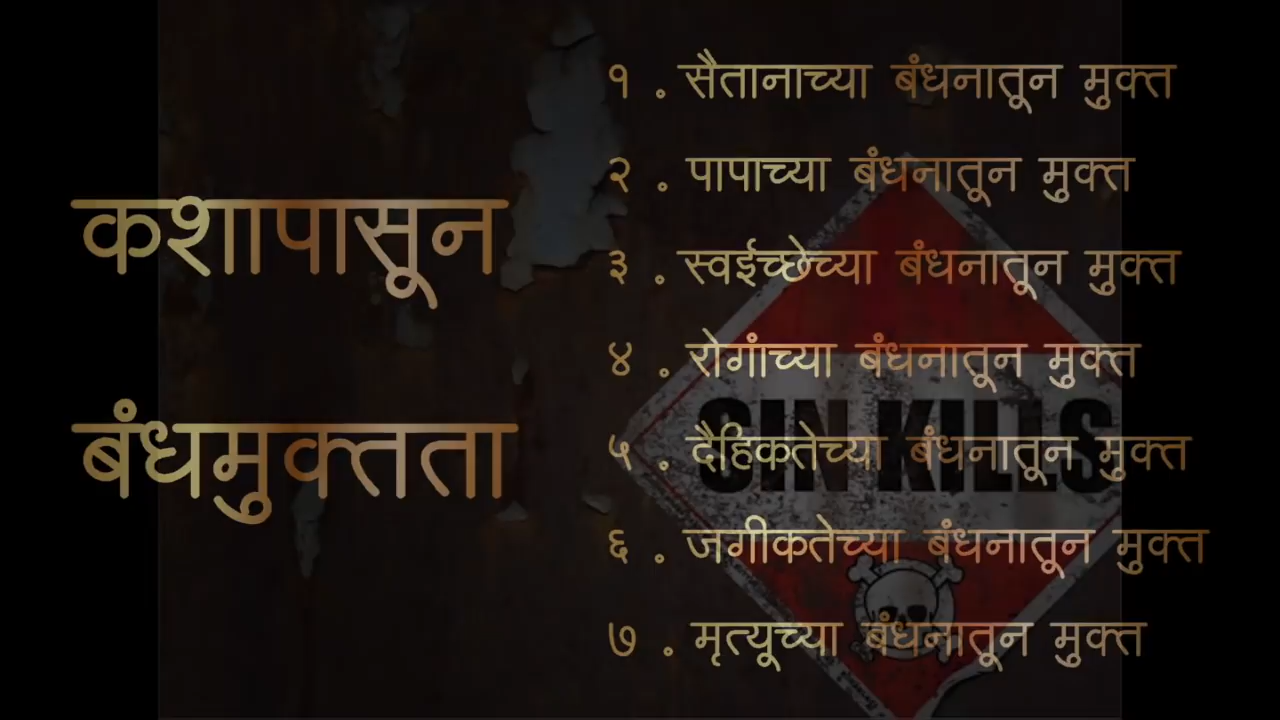 कशापासून
बंधमुक्तता
१ . सैतानाच्या बंधनातून मुक्त
२ . पापाच्या बंधनातून मुक्त
३ . स्वईच्छेच्या बंधनातून मुक्त
४ . रोगांच्या बंधनातून मुक्त
५ . दैहिकतेच्या बंधनातून मुक्त
६ . जगीकतेच्या बंधनातून मुक्त
७ . मृत्यूच्या बंधनातून मुक्त
SIN KILLS